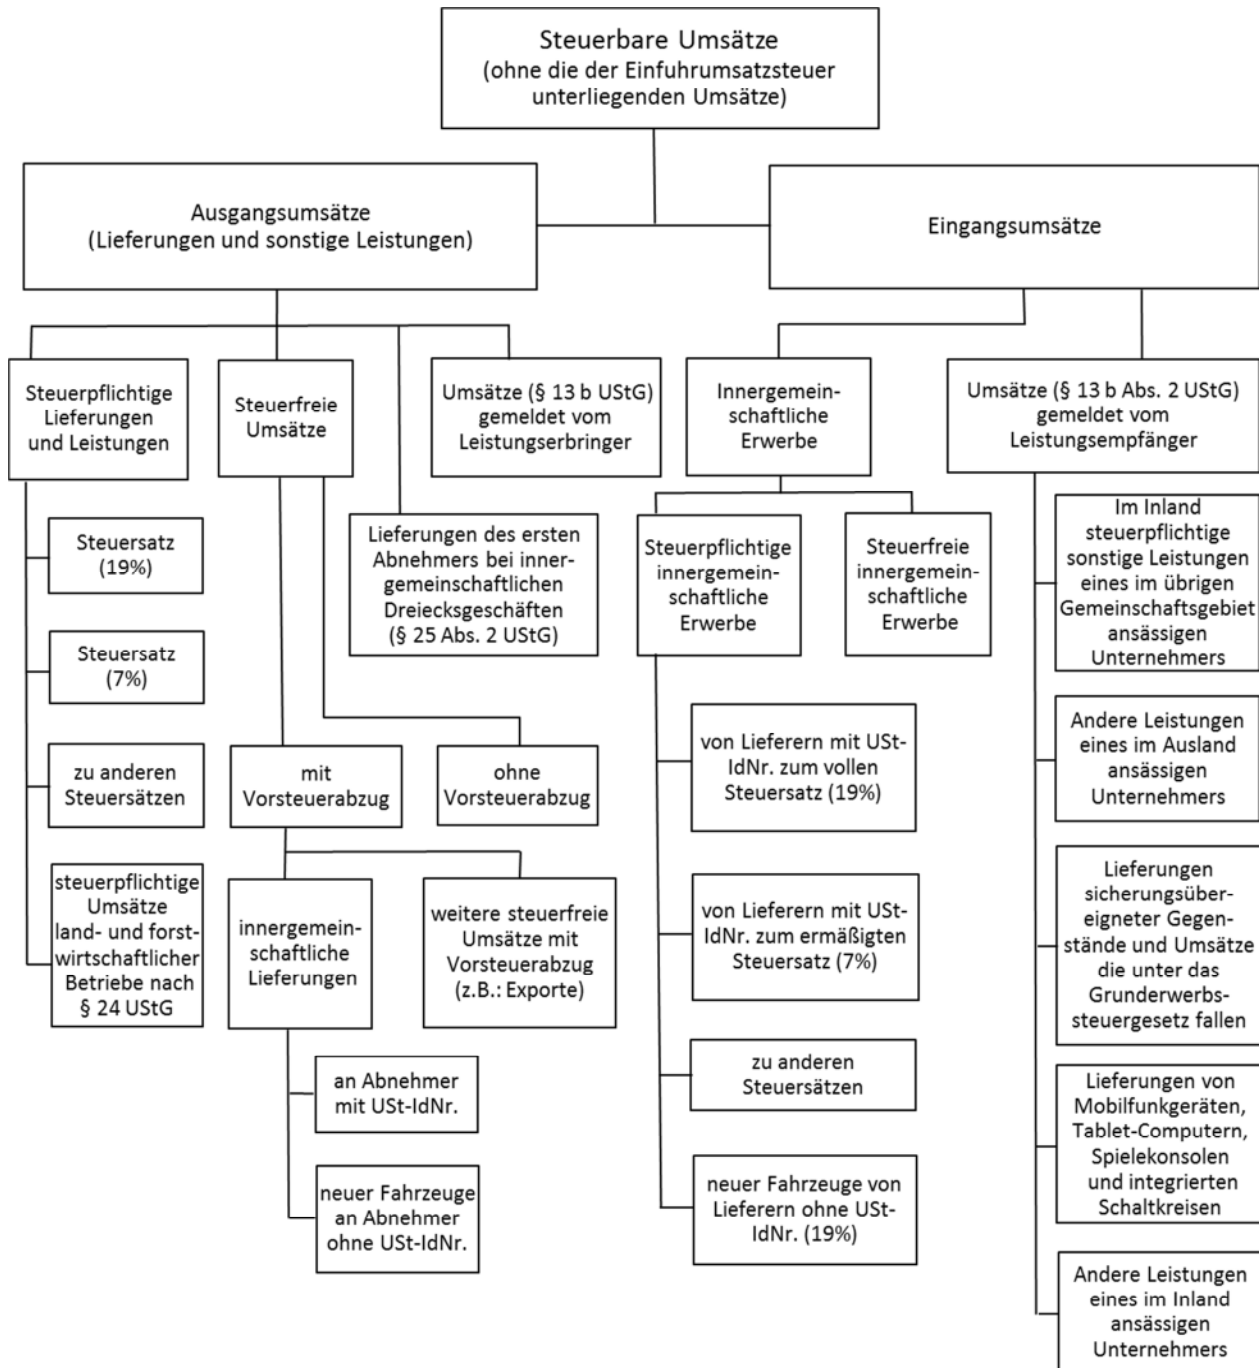 Steuerbare Umsätze
(ohne die der Einfuhrumsatzsteuer
unterliegenden Umsätze)
Ausgangsumsätze
(Lieferungen und sonstige Leistungen)
Eingangsumsätze
Steuerpflichtige
Lieferungen
und Leistungen
Steuerfreie
Umsätze
Umsätze (§ 13 b UStG)
gemeldet vom
Leistungserbringer
Innergemein-
schaftliche
Erwerbe
Umsätze (§ 13 b Abs. 2 UStG)
gemeldet vom
Leistungsempfänger
Steuersatz
(19%)
Steuersatz
(7%)
zu anderen
Steuersätzen
steuerpflichtige
Umsätze
land- und forst-
wirtschaftlicher
Betriebe nach
§ 24 UStG
Lieferungen des ersten
Abnehmers bei inner-
gemeinschaftlichen
Dreiecksgeschäften
(§ 25 Abs. 2 UStG)
mit
Vorsteuerabzug
ohne
Vorsteuerabzug
innergemein-
schaftliche
Lieferungen
weitere steuerfreie
Umsätze mit
Vorsteuerabzug
(z.B.: Exporte)
an Abnehmer
mit USt-IdNr.
neuer Fahrzeuge
an Abnehmer
ohne USt-IdNr.
Steuerpflichtige
innergemein-
schaftliche
Erwerbe
Steuerfreie
innergemein-
schaftliche
Erwerbe
von Lieferern mit USt-
IdNr. zum vollen
Steuersatz (19%)
von Lieferern mit USt-
IdNr. zum ermäßigten
Steuersatz (7%)
zu anderen
Steuersätzen
neuer Fahrzeuge von
Lieferern ohne USt-
IdNr. (19%)
Im Inland
steuerpflichtige
sonstige Leistungen
eines im übrigen
Gemeinschaftsgebiet
ansässigen
Unternehmers
Andere Leistungen
eines im Ausland
ansässigen
Unternehmers
Lieferungen
sicherungsüber-
eigneter Gegen-
stände und Umsätze
die unter das
Grunderwerbs-
steuergesetz fallen
Lieferungen von
Mobilfunkgeräten,
Tablet-Computern,
Spielekonsolen
und integrierten
Schaltkreisen
Andere Leistungen
eines im Inland
ansässigen
Unternehmers